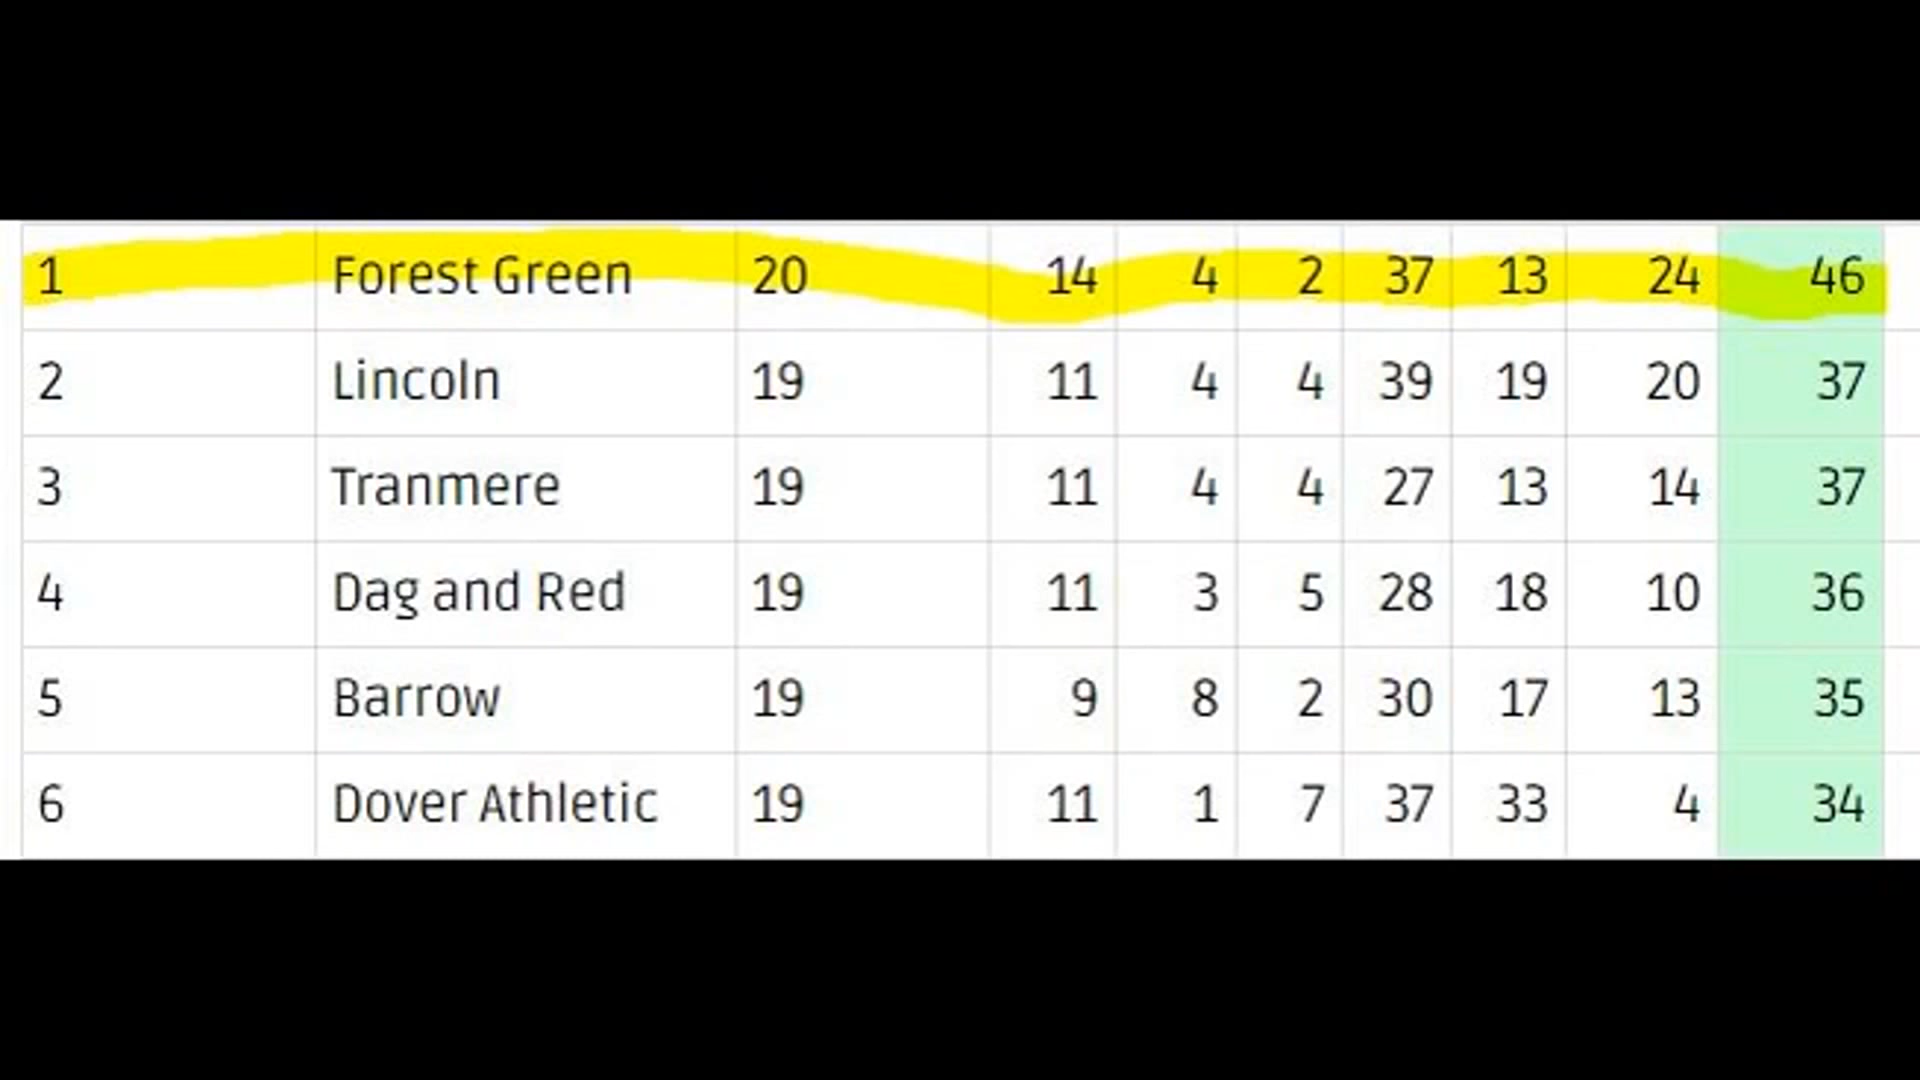 1 Forest Green 20 14 4 2 37 13 24 46
2 Lincoln 19 11 4 4 39 19 20 37
3 Tranmere 19 11 4 4 27 13 14 37
4 Dag and Red 19 11 3 5 28 18 10 36
5 Barrow 19 9 8 2 30 17 13 35
6 Dover Athletic 19 11 1 7 37 33 4 34